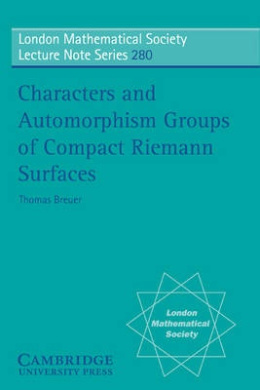 London Mathematical Society
Lecture Note Series 280
Characters and
Automorphism Groups
of Compact Riemann
Surfaces
Thomas Breuer
London
Mathematical
Society
CAMBRIDGE
UNIVERSITY PRESS